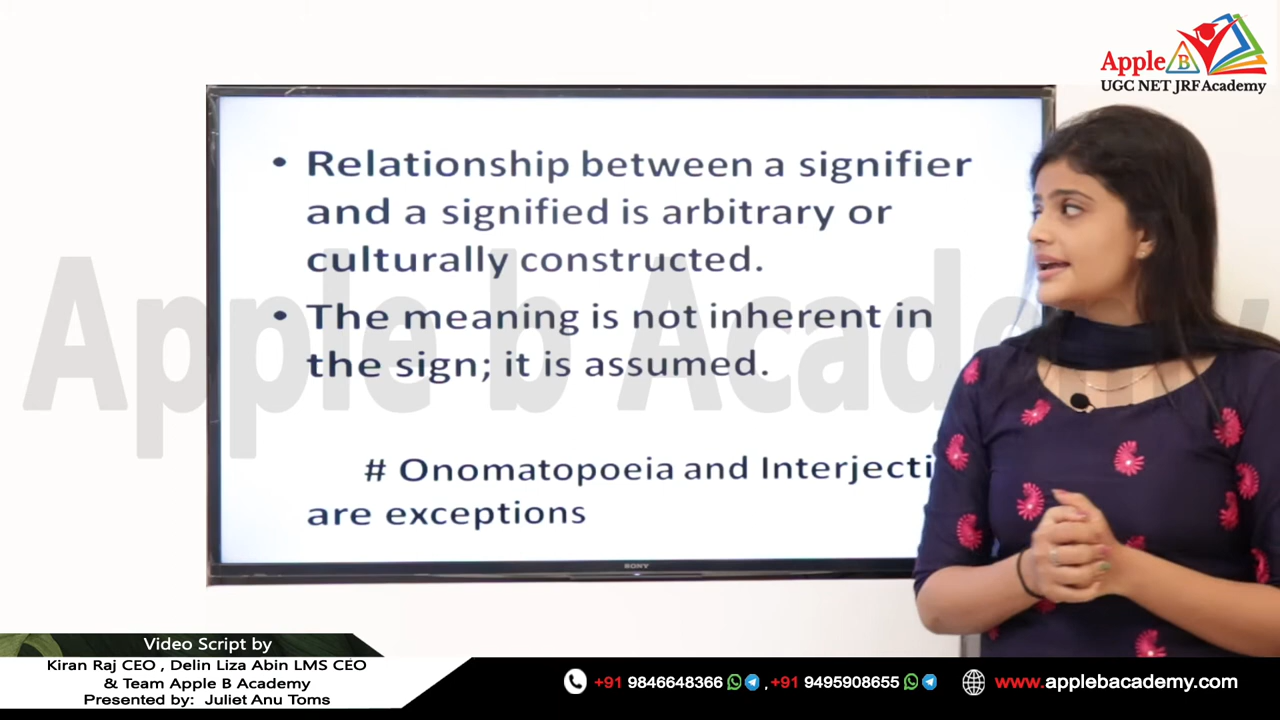 Apple B
UGC NET JRF Academy
• Relationship between a signifier
and a signified is arbitrary or
culturally constructed.
• The meaning is not inherent in
the sign; it is assumed.
# Onomatopoeia and Interjecti
are exceptions
Apple b Academy
SONY
Video Script by
Kiran Raj CEO , Delin Liza Abin LMS CEO
& Team Apple B Academy
Presented by: Juliet Anu Toms
+91 9846648366 , +91 9495908655 www.applebacademy.com